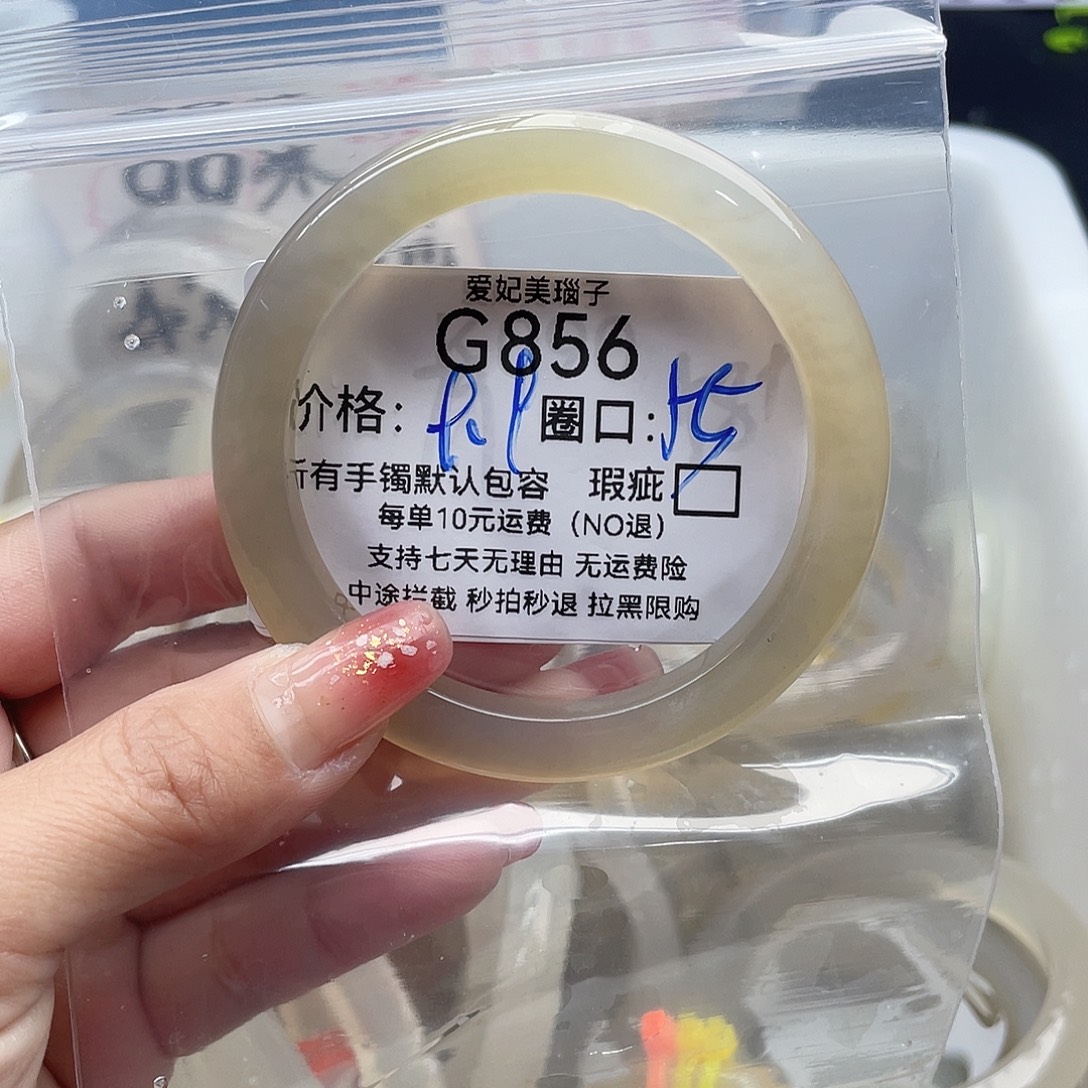 爱妃美瑙子
G856
价格： 圈口：
所有手镯默认包容 瑕疵
每单10元运费（NO退）
支持七天无理由 无运费险
中途拦截 秒拍秒退 拉黑限购